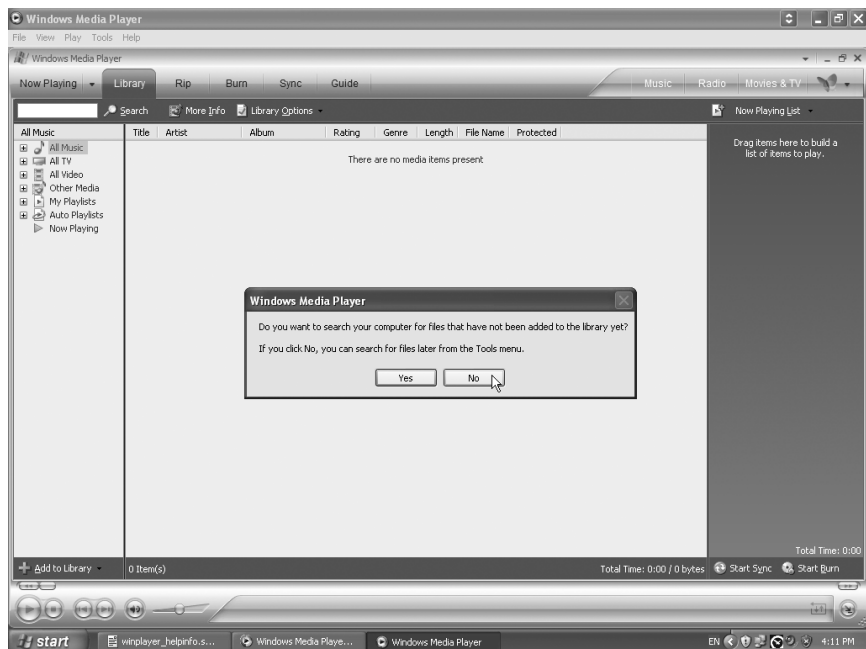 Windows Media Player
File View Play Tools Help
Windows Media Player
Now Playing Library Rip Burn Sync Guide Music Radio Movies & TV
Search More Info Library Options Now Playing List
All Music
Title Artist Album Rating Genre Length File Name Protected
All Music
All TV
All Video
Other Media
My Playlists
Auto Playlists
Now Playing
There are no media items present
Drag items here to build a
list of items to play.
Windows Media Player
Do you want to search your computer for files that have not been added to the library yet?
If you click No, you can search for files later from the Tools menu.
Yes No
Total Time: 0:00
Add to Library 0 Item(s) Total Time: 0:00 / 0 bytes Start Sync Start Burn
start winplayer_helpinfo.s... Windows Media Playe... Windows Media Player EN 4:11 PM